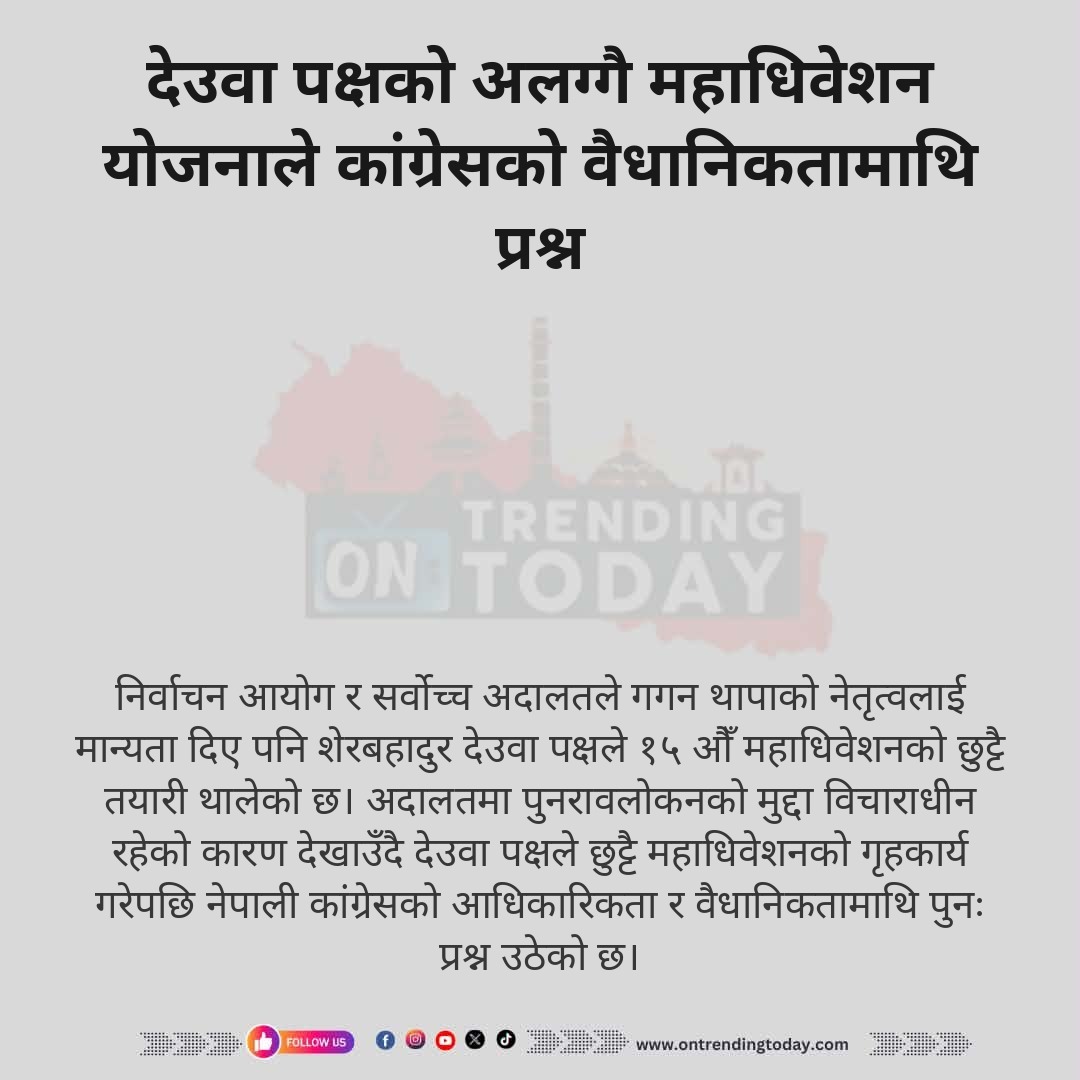 देउवा पक्षको अलग्गै महाधिवेशन
योजनाले कांग्रेसको वैधानिकतामाथि
प्रश्न
TRENDING
ON TODAY
निर्वाचन आयोग र सर्वोच्च अदालतले गगन थापाको नेतृत्वलाई
मान्यता दिए पनि शेरबहादुर देउवा पक्षले १५ औँ महाधिवेशनको छुट्टै
तयारी थालेको छ। अदालतमा पुनरावलोकनको मुद्दा विचाराधीन
रहेको कारण देखाउँदै देउवा पक्षले छुट्टै महाधिवेशनको गृहकार्य
गरेपछि नेपाली कांग्रेसको आधिकारिकता र वैधानिकतामाथि पुनः
प्रश्न उठेको छ।
FOLLOW US www.ontrendingtoday.com